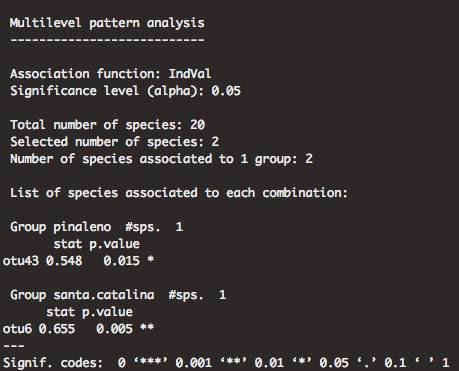 Multilevel pattern analysis
---------------------------
Association function: IndVal
Significance level (alpha): 0.05
Total number of species: 20
Selected number of species: 2
Number of species associated to 1 group: 2
List of species associated to each combination:
Group pinaleno  #sps.  1
stat p.value
otu43 0.548   0.015 *
Group santa.catalina  #sps.  1
stat p.value
otu6 0.655   0.005 **
---
Signif. codes:  0 ‘***’ 0.001 ‘**’ 0.01 ‘*’ 0.05 ‘.’ 0.1 ‘ ’ 1